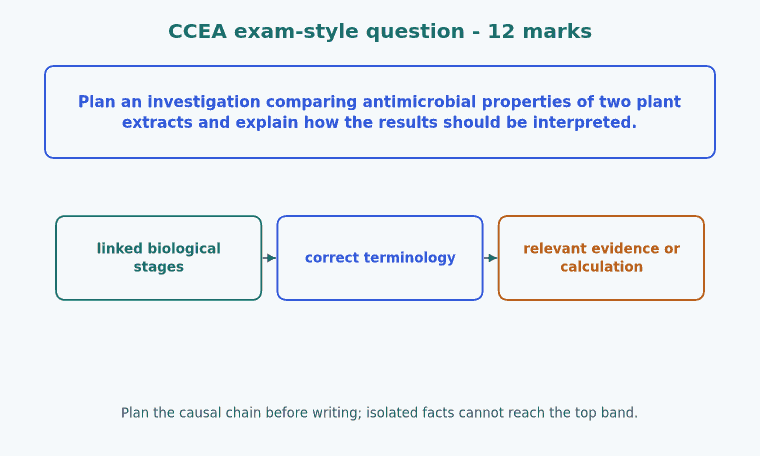 CCEA exam-style question - 12 marks
Plan an investigation comparing antimicrobial properties of two plant
extracts and explain how the results should be interpreted.
linked biological
stages
correct terminology
relevant evidence or
calculation
Plan the causal chain before writing; isolated facts cannot reach the top band.